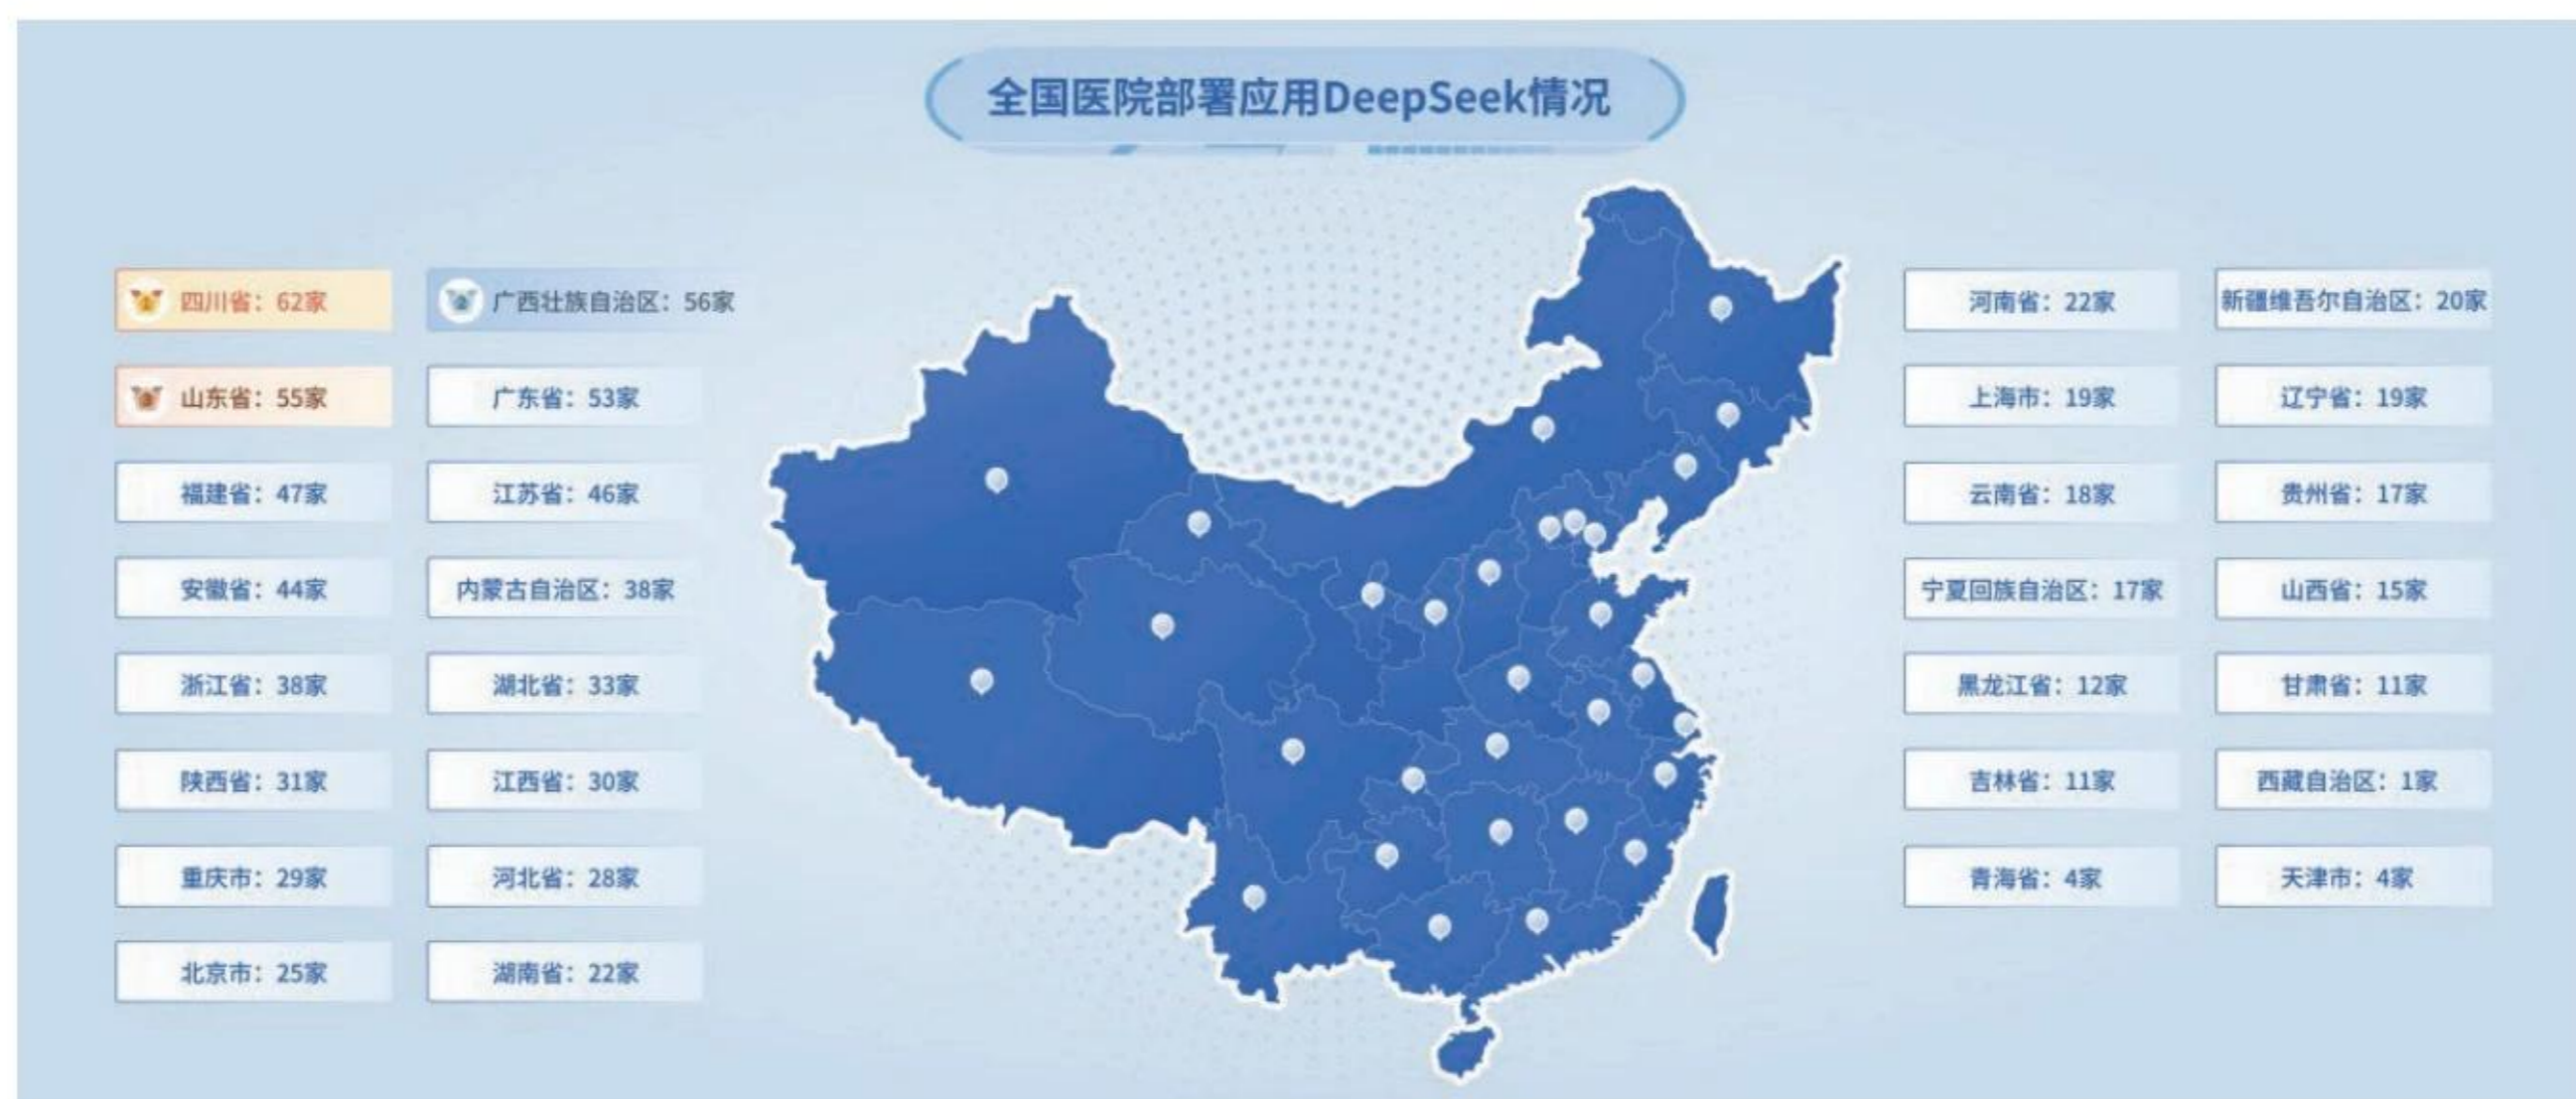 全国医院部署应用DeepSeek情况
四川省：62家
广西壮族自治区：56家
山东省：55家
广东省：53家
福建省：47家
江苏省：46家
安徽省：44家
内蒙古自治区：38家
浙江省：38家
湖北省：33家
陕西省：31家
江西省：30家
重庆市：29家
河北省：28家
北京市：25家
湖南省：22家
河南省：22家
新疆维吾尔自治区：20家
上海市：19家
辽宁省：19家
云南省：18家
贵州省：17家
宁夏回族自治区：17家
山西省：15家
黑龙江省：12家
甘肃省：11家
吉林省：11家
西藏自治区：1家
青海省：4家
天津市：4家